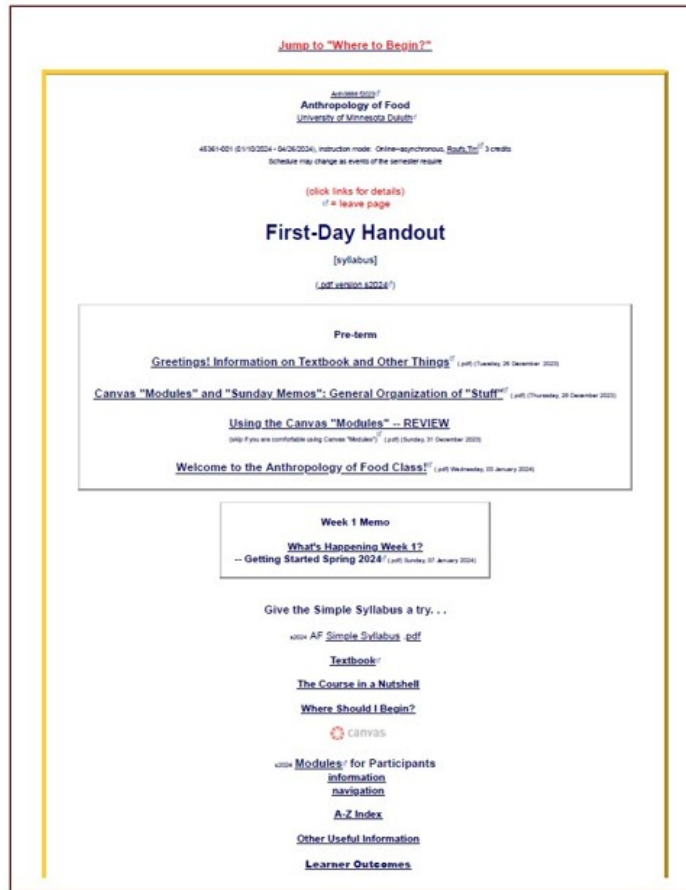 Jump to "Where to Begin?"
Anthropology of Food
University of Minnesota Duluth
(01/10/2024 - 04/26/2024), Instruction mode: Online--asynchronous, Roufs,Tim 3 credits
Schedule may change as events of the semester require
(click links for details)
= leave page
First-Day Handout
[syllabus]
(.pdf version s2024)
Pre-term
Greetings! Information on Textbook and Other Things (.pdf) (Tuesday, 26 December 2023)
Canvas "Modules" and "Sunday Memos": General Organization of "Stuff" (.pdf) (Thursday, 28 December 2023)
Using the Canvas "Modules" -- REVIEW
(skip if you are comfortable using Canvas "Modules") (.pdf) (Sunday, 31 December 2023)
Welcome to the Anthropology of Food Class! (.pdf) Wednesday, 03 January 2024)
Week 1 Memo
What's Happening Week 1?
-- Getting Started Spring 2024 (.pdf) Sunday, 07 January 2024)
Give the Simple Syllabus a try. . .
s2024 AF Simple Syllabus .pdf
Textbook
The Course in a Nutshell
Where Should I Begin?
canvas
s2024 Modules for Participants
information
navigation
A-Z Index
Other Useful Information
Learner Outcomes